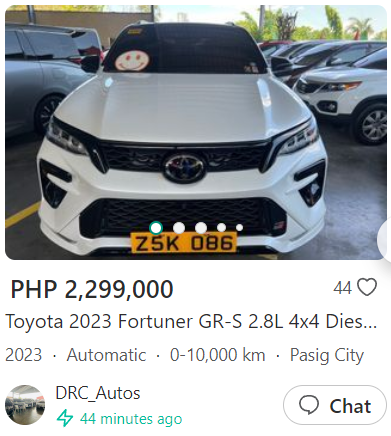 Z5K 086
PHP 2,299,000
44
Toyota 2023 Fortuner GR-S 2.8L 4x4 Dies...
2023 · Automatic · 0-10,000 km · Pasig City
DRC_Autos
44 minutes ago
Chat